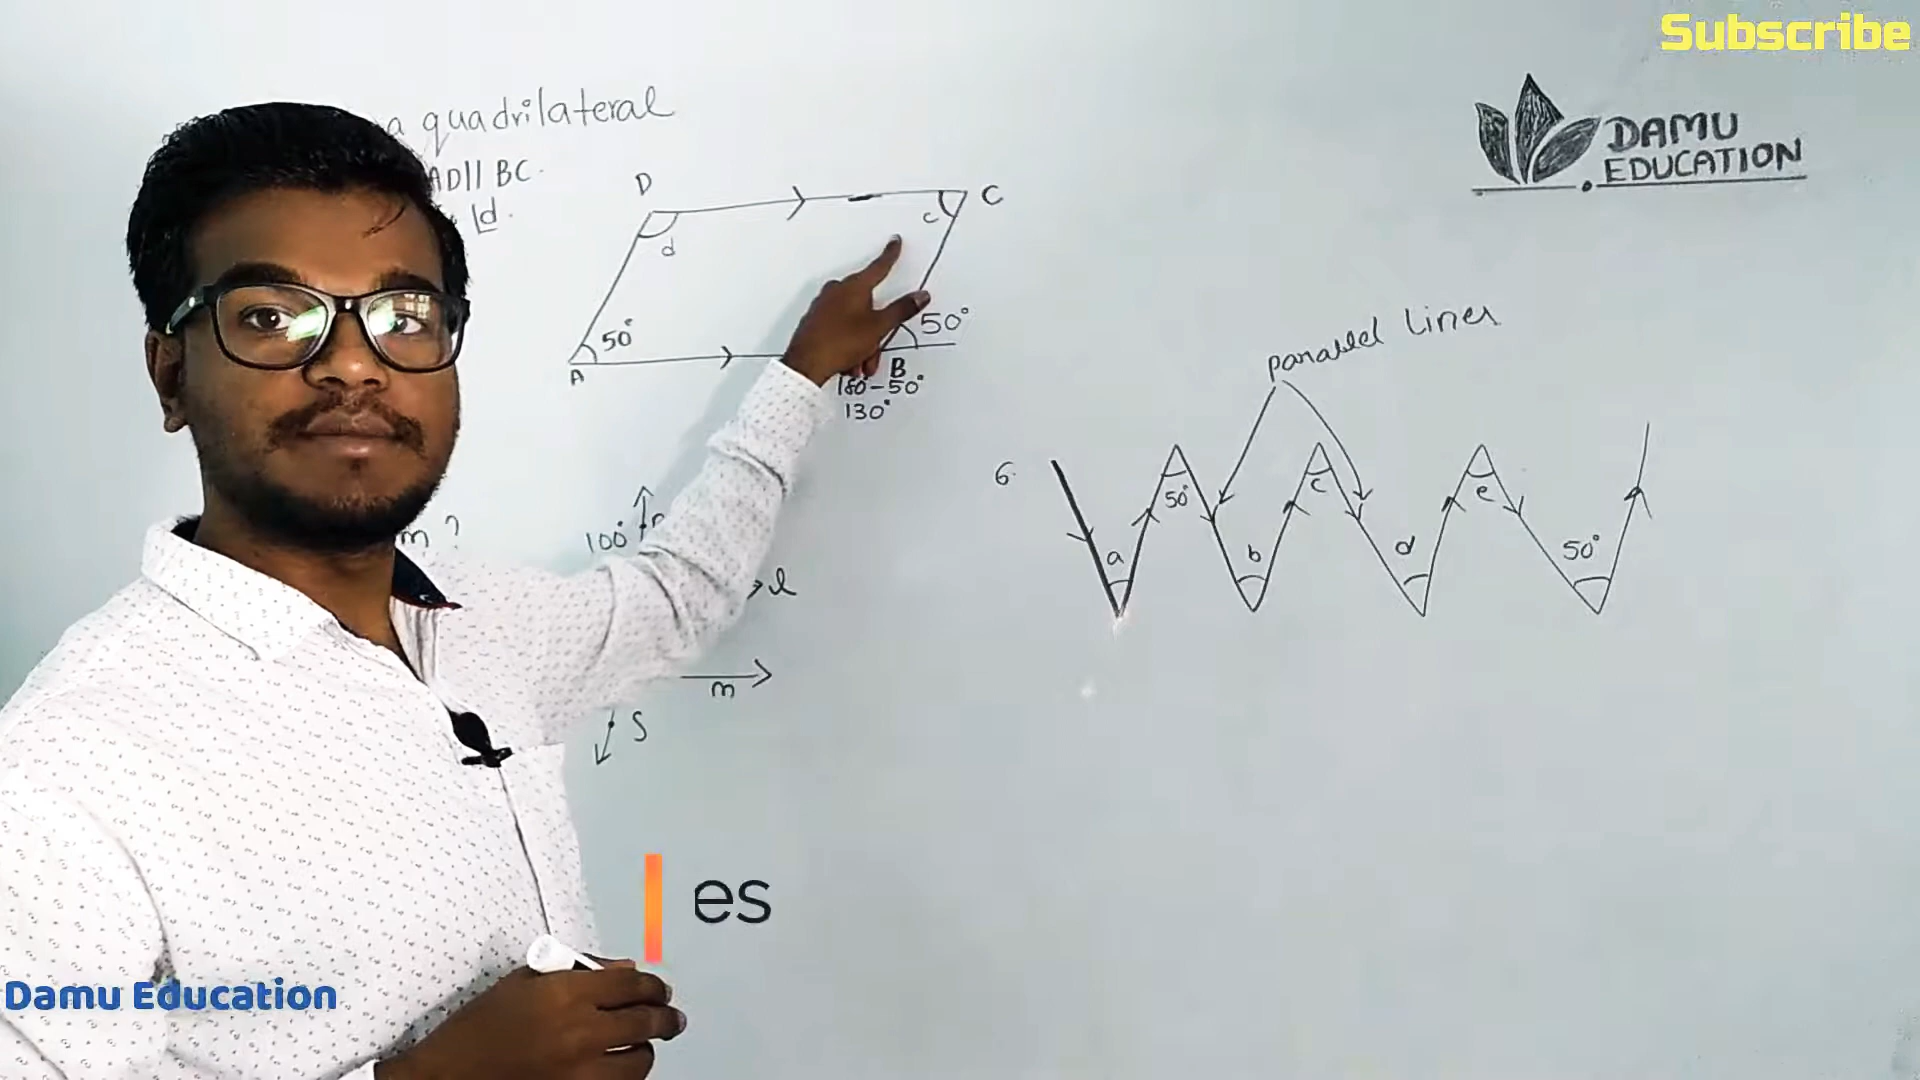 Subscribe
DAMU
EDUCATION
a quadrilateral
AD || BC.
∠d.
D
C
d
c
50°
50°
A
B
180°-50°
130°
parallel lines
6.
50°
c
e
a
b
d
50°
m ?
100°
l
m
S
es
Damu Education